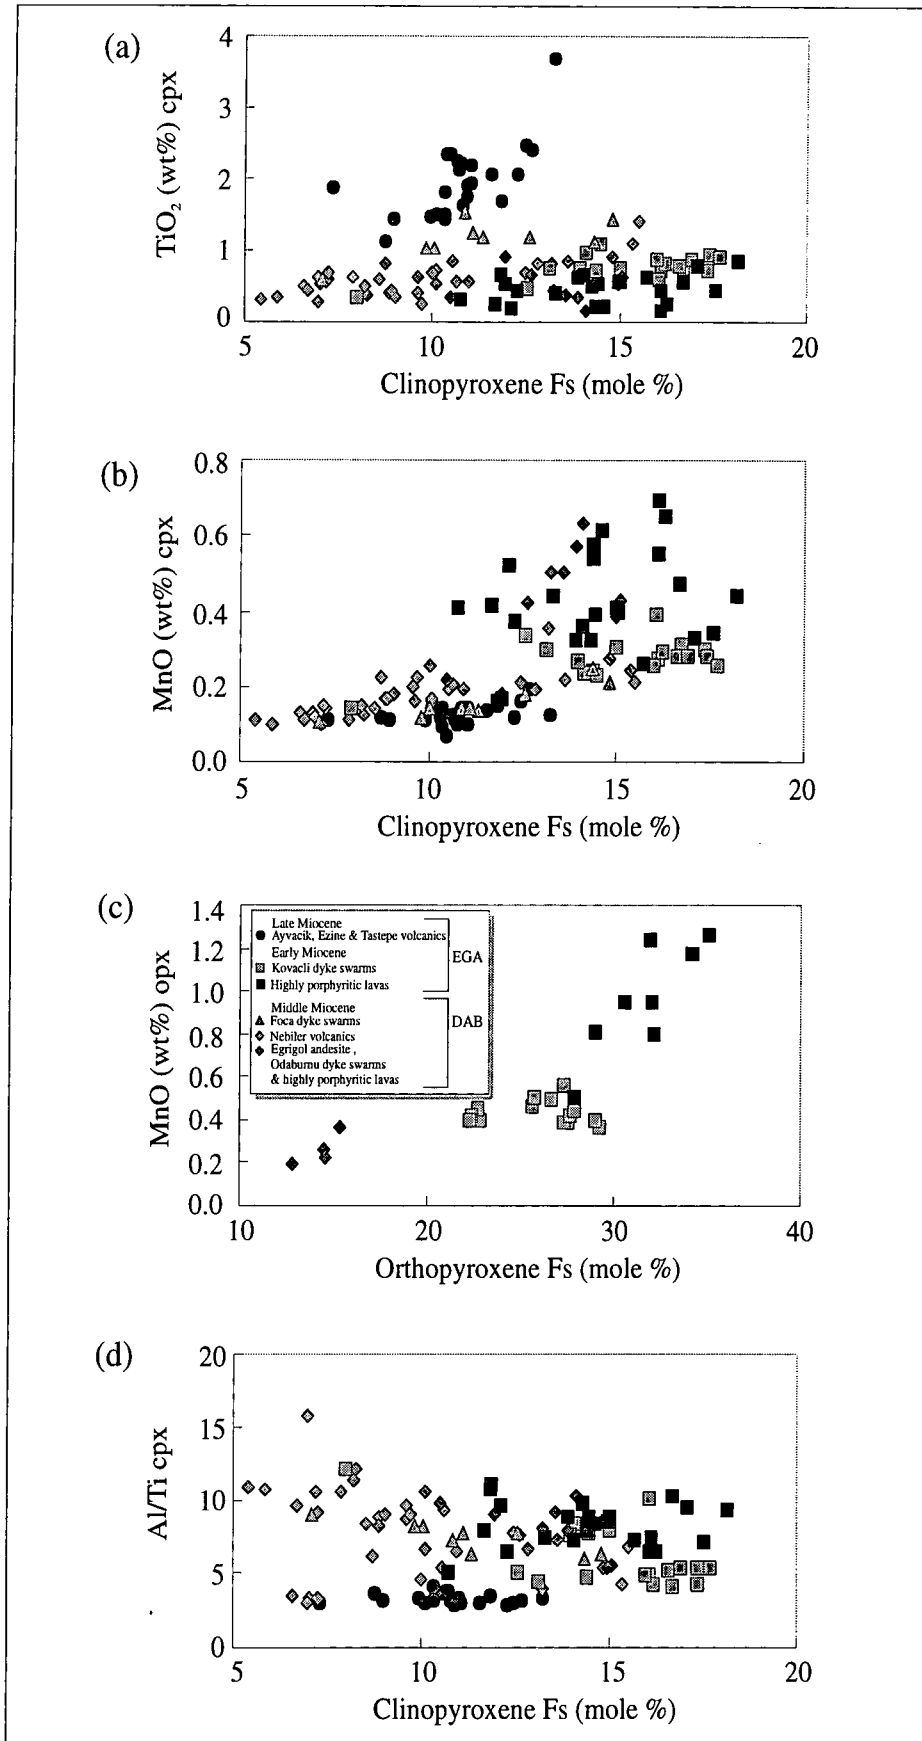 (a)
TiO₂ (wt%) cpx
4
3
2
1
0
5 10 15 20
Clinopyroxene Fs (mole %)
(b)
MnO (wt%) cpx
0.8
0.6
0.4
0.2
0.0
5 10 15 20
Clinopyroxene Fs (mole %)
(c)
MnO (wt%) opx
1.4
1.2
1.0
0.8
0.6
0.4
0.2
0.0
Late Miocene
Ayvacik, Ezine & Tastepe volcanics
Early Miocene
Kovacli dyke swarms
Highly porphyritic lavas
EGA
Middle Miocene
Foca dyke swarms
Nebiler volcanics
Egrigol andesite,
Odaburnu dyke swarms
& highly porphyritic lavas
DAB
10 20 30 40
Orthopyroxene Fs (mole %)
(d)
Al/Ti cpx
20
15
10
5
0
5 10 15 20
Clinopyroxene Fs (mole %)